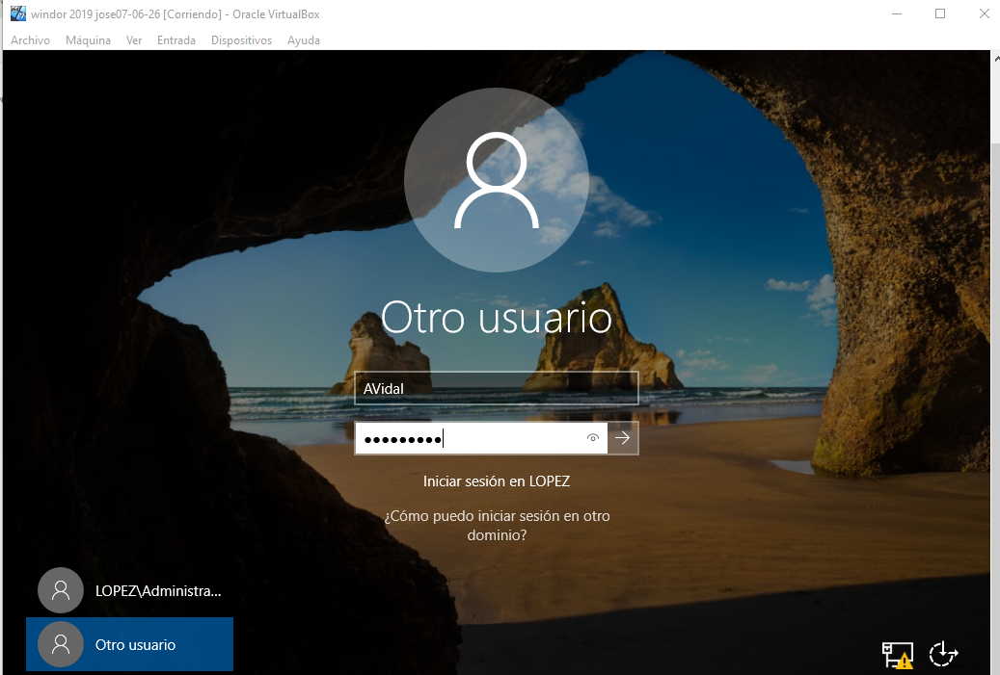 windor 2019 jose07-06-26 [Corriendo] - Oracle VirtualBox
Archivo Máquina Ver Entrada Dispositivos Ayuda
Otro usuario
AVidal
Iniciar sesión en LOPEZ
¿Cómo puedo iniciar sesión en otro
dominio?
LOPEZ\Administra...
Otro usuario